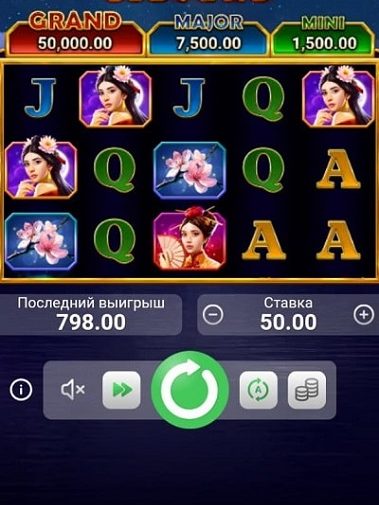 GRAND
MAJOR
MINI
50,000.00
7,500.00
1,500.00
J
J
Q
Q
Q
A
Q
A
A
Последний выигрыш
Ставка
798.00
50.00
A